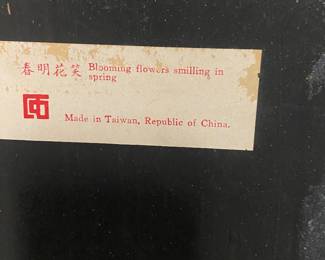 春明花笑 Blooming flowers smilling in
spring
Made in Taiwan, Republic of China.